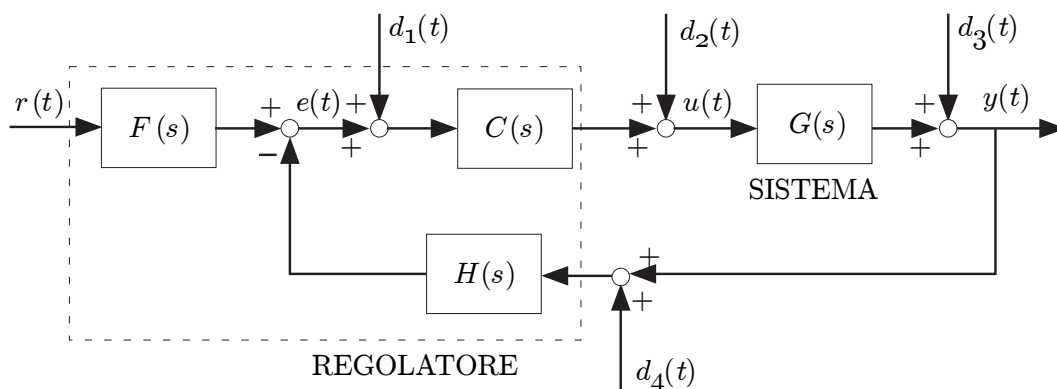 d1(t)
d2(t)
d3(t)
r(t)
F(s)
+
−
e(t)
+
+
C(s)
+
+
u(t)
G(s)
SISTEMA
+
+
y(t)
H(s)
+
+
REGOLATORE
d4(t)